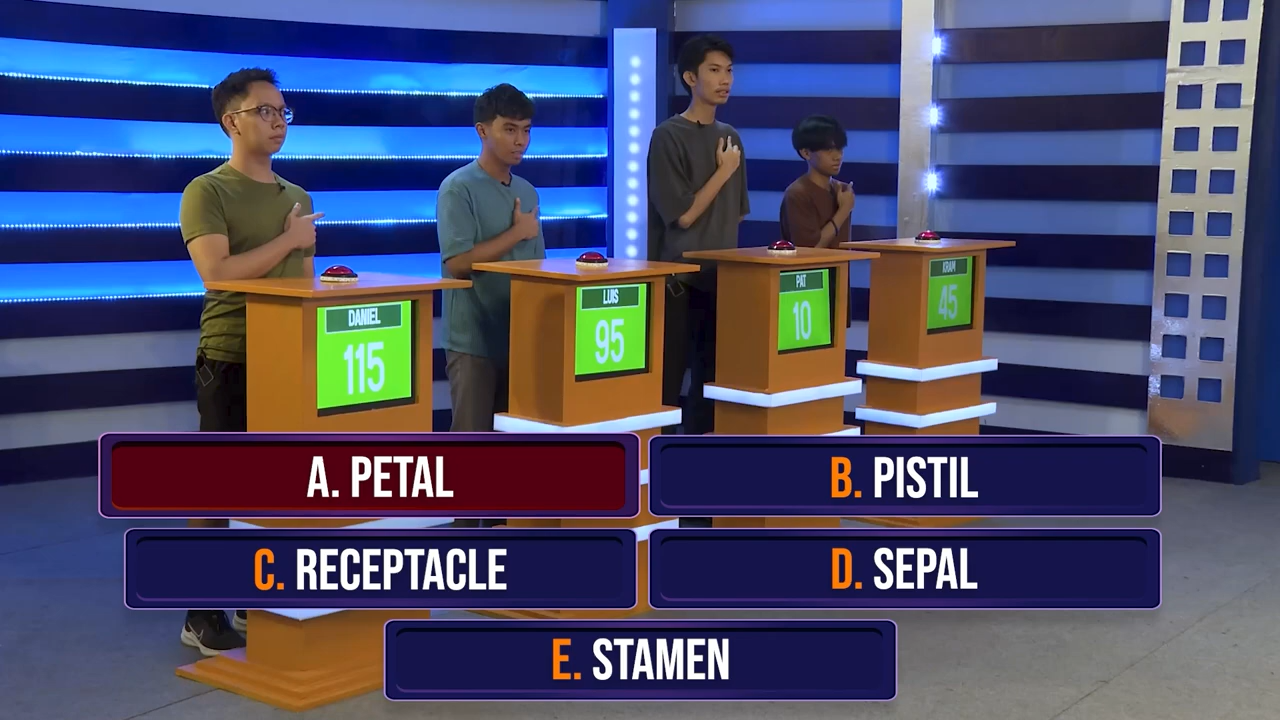 DANIEL
115
LUIS
95
PAT
10
KRAM
45
A. PETAL
B. PISTIL
C. RECEPTACLE
D. SEPAL
E. STAMEN